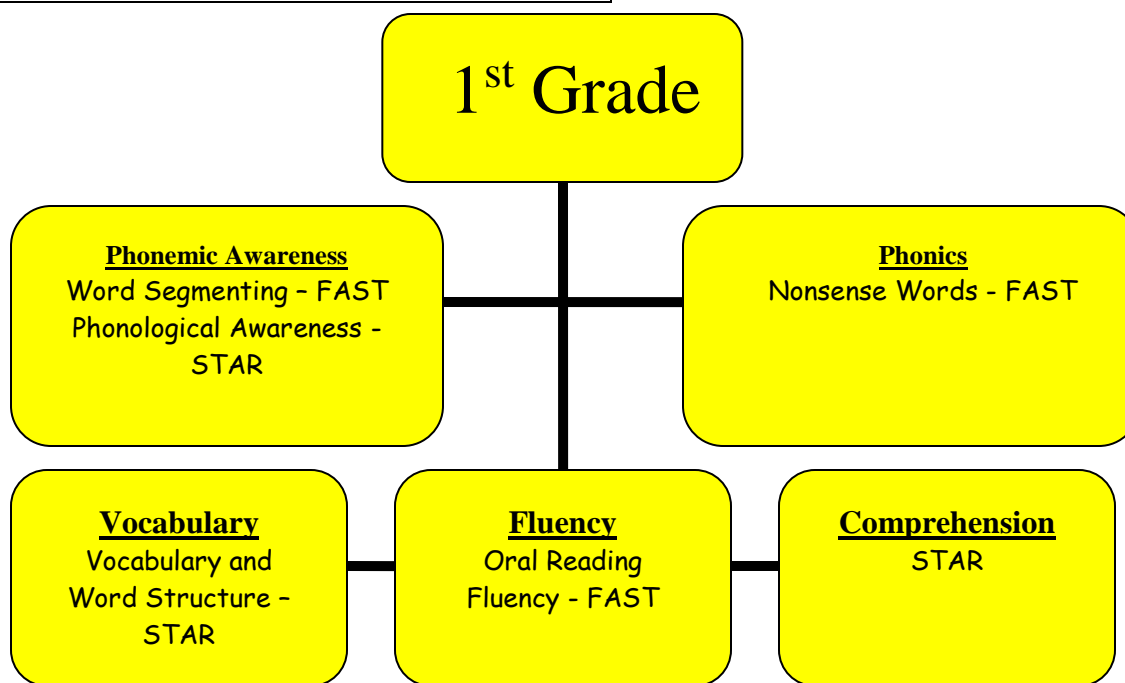 1st Grade
Phonemic Awareness
Word Segmenting – FAST
Phonological Awareness -
STAR
Phonics
Nonsense Words - FAST
Vocabulary
Vocabulary and
Word Structure –
STAR
Fluency
Oral Reading
Fluency - FAST
Comprehension
STAR